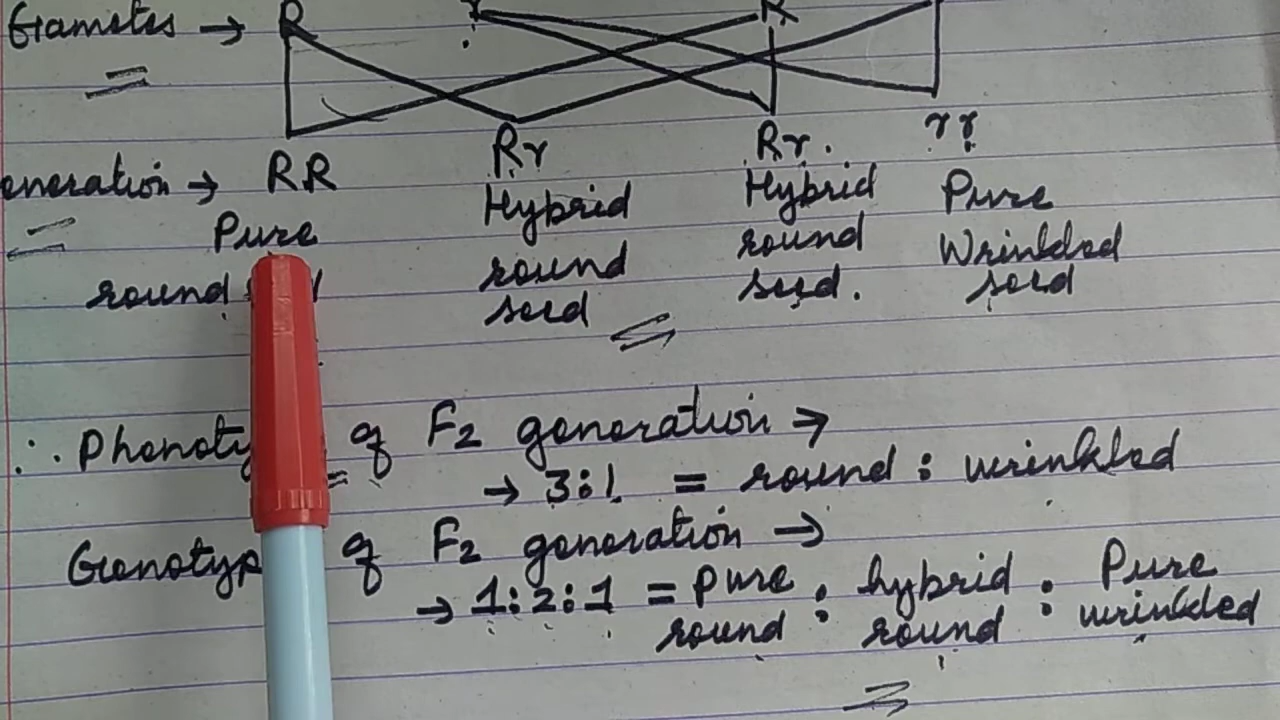 Gametes → R r R
RR Rr Rr. rr
eneration →
Pure Hybrid Hybrid Pure
round round round Wrinkled
seed seed. seed
∴ Phenoty of F2 generation →
→ 3:1 = round : wrinkled
Genotyp of F2 generation →
→ 1:2:1 = pure round : hybrid round : Pure wrinkled